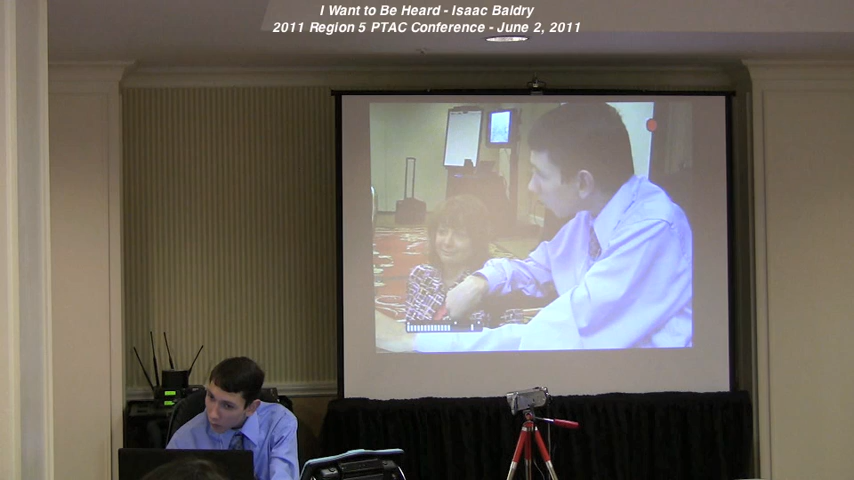 I Want to Be Heard - Isaac Baldry
2011 Region 5 PTAC Conference - June 2, 2011